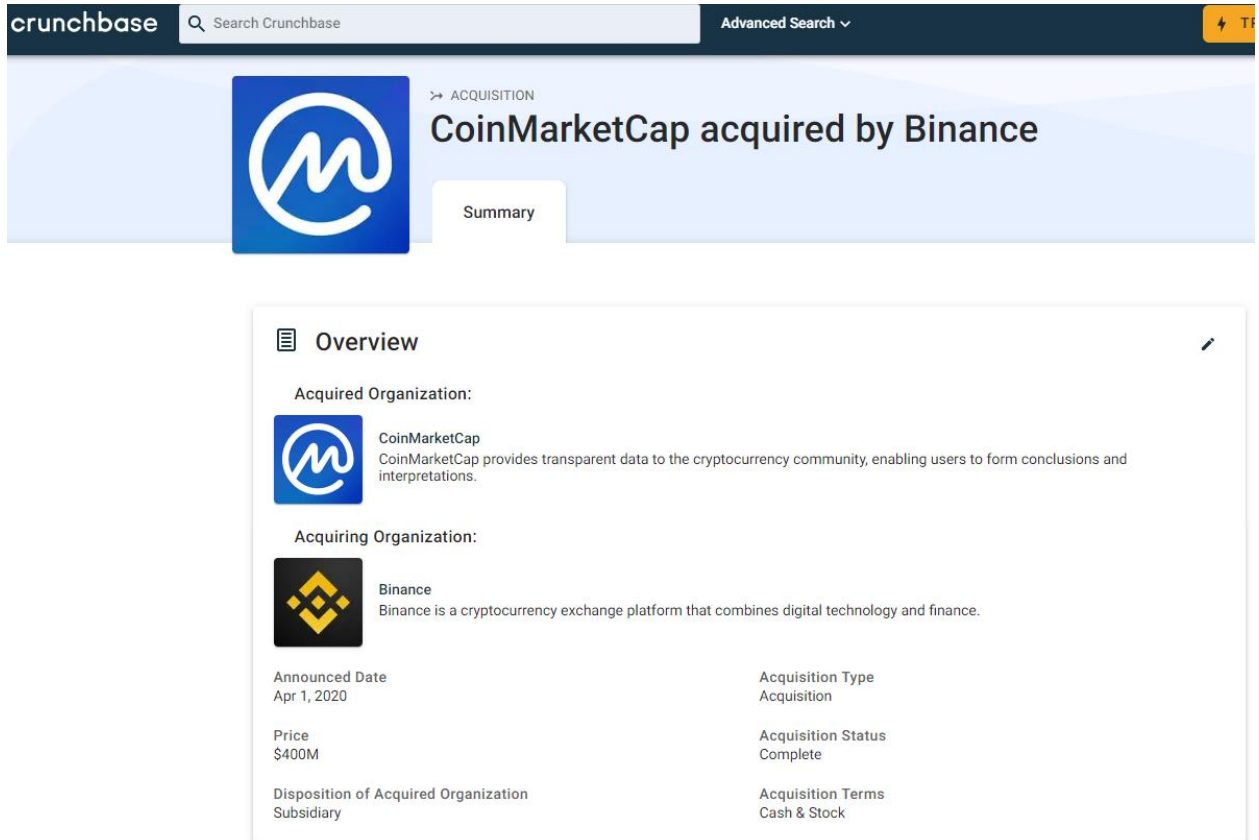 crunchbase
Search Crunchbase
Advanced Search
ACQUISITION
CoinMarketCap acquired by Binance
Summary
Overview
Acquired Organization:
CoinMarketCap
CoinMarketCap provides transparent data to the cryptocurrency community, enabling users to form conclusions and
interpretations.
Acquiring Organization:
Binance
Binance is a cryptocurrency exchange platform that combines digital technology and finance.
Announced Date
Apr 1, 2020
Acquisition Type
Acquisition
Price
$400M
Acquisition Status
Complete
Disposition of Acquired Organization
Subsidiary
Acquisition Terms
Cash & Stock